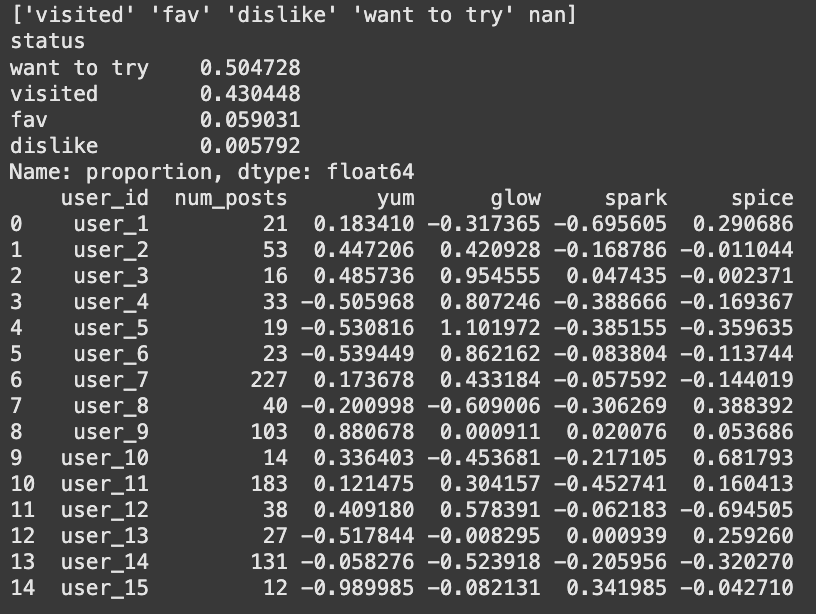 ['visited' 'fav' 'dislike' 'want to try' nan]
status
want to try    0.504728
visited        0.430448
fav            0.059031
dislike        0.005792
Name: proportion, dtype: float64
    user_id  num_posts       yum      glow     spark     spice
0    user_1         21  0.183410 -0.317365 -0.695605  0.290686
1    user_2         53  0.447206  0.420928 -0.168786 -0.011044
2    user_3         16  0.485736  0.954555  0.047435 -0.002371
3    user_4         33 -0.505968  0.807246 -0.388666 -0.169367
4    user_5         19 -0.530816  1.101972 -0.385155 -0.359635
5    user_6         23 -0.539449  0.862162 -0.083804 -0.113744
6    user_7        227  0.173678  0.433184 -0.057592 -0.144019
7    user_8         40 -0.200998 -0.609006 -0.306269  0.388392
8    user_9        103  0.880678  0.000911  0.020076  0.053686
9   user_10         14  0.336403 -0.453681 -0.217105  0.681793
10  user_11        183  0.121475  0.304157 -0.452741  0.160413
11  user_12         38  0.409180  0.578391 -0.062183 -0.694505
12  user_13         27 -0.517844 -0.008295  0.000939  0.259260
13  user_14        131 -0.058276 -0.523918 -0.205956 -0.320270
14  user_15         12 -0.989985 -0.082131  0.341985 -0.042710